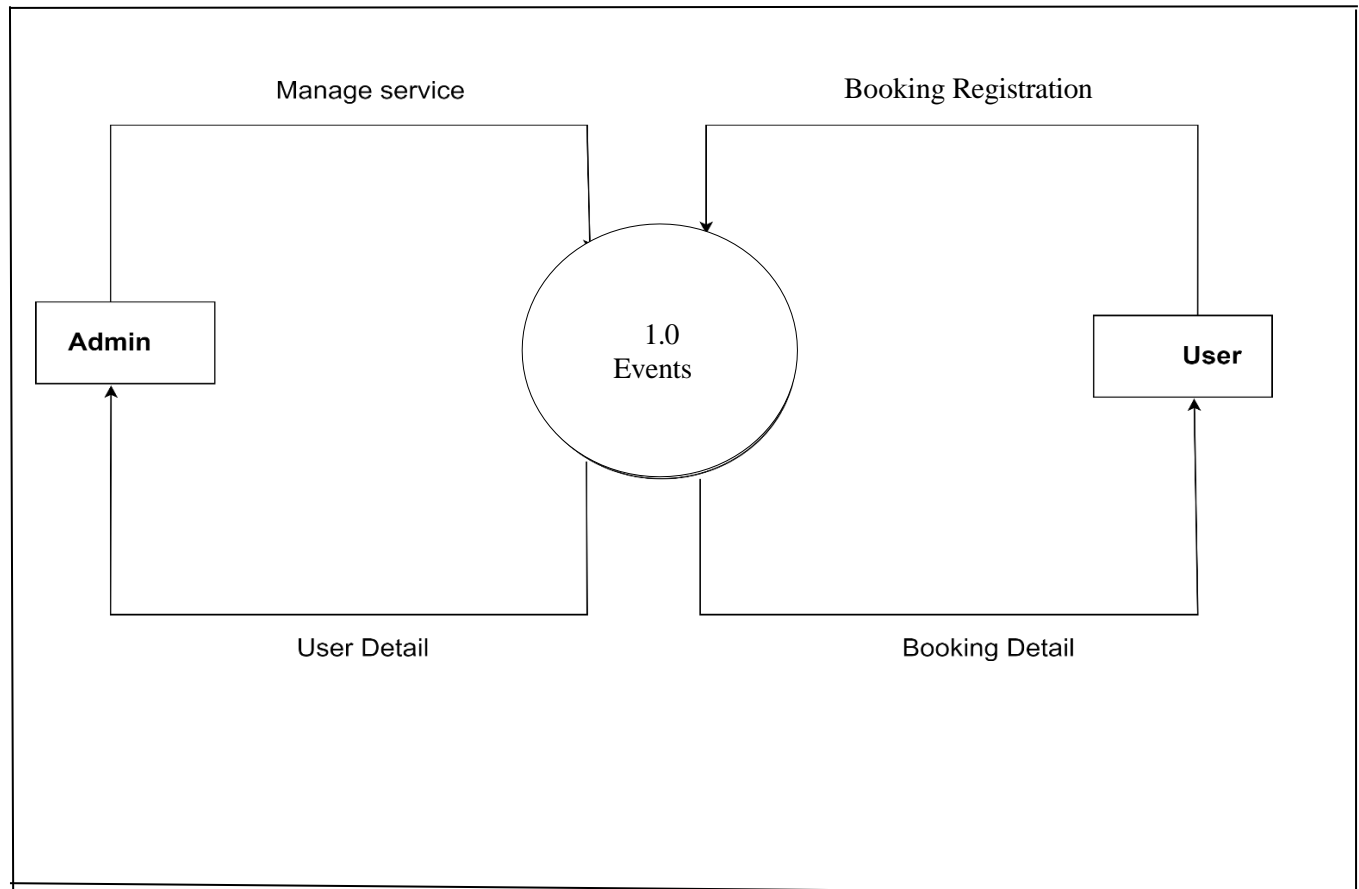 Manage service
Booking Registration
Admin
1.0
Events
User
User Detail
Booking Detail